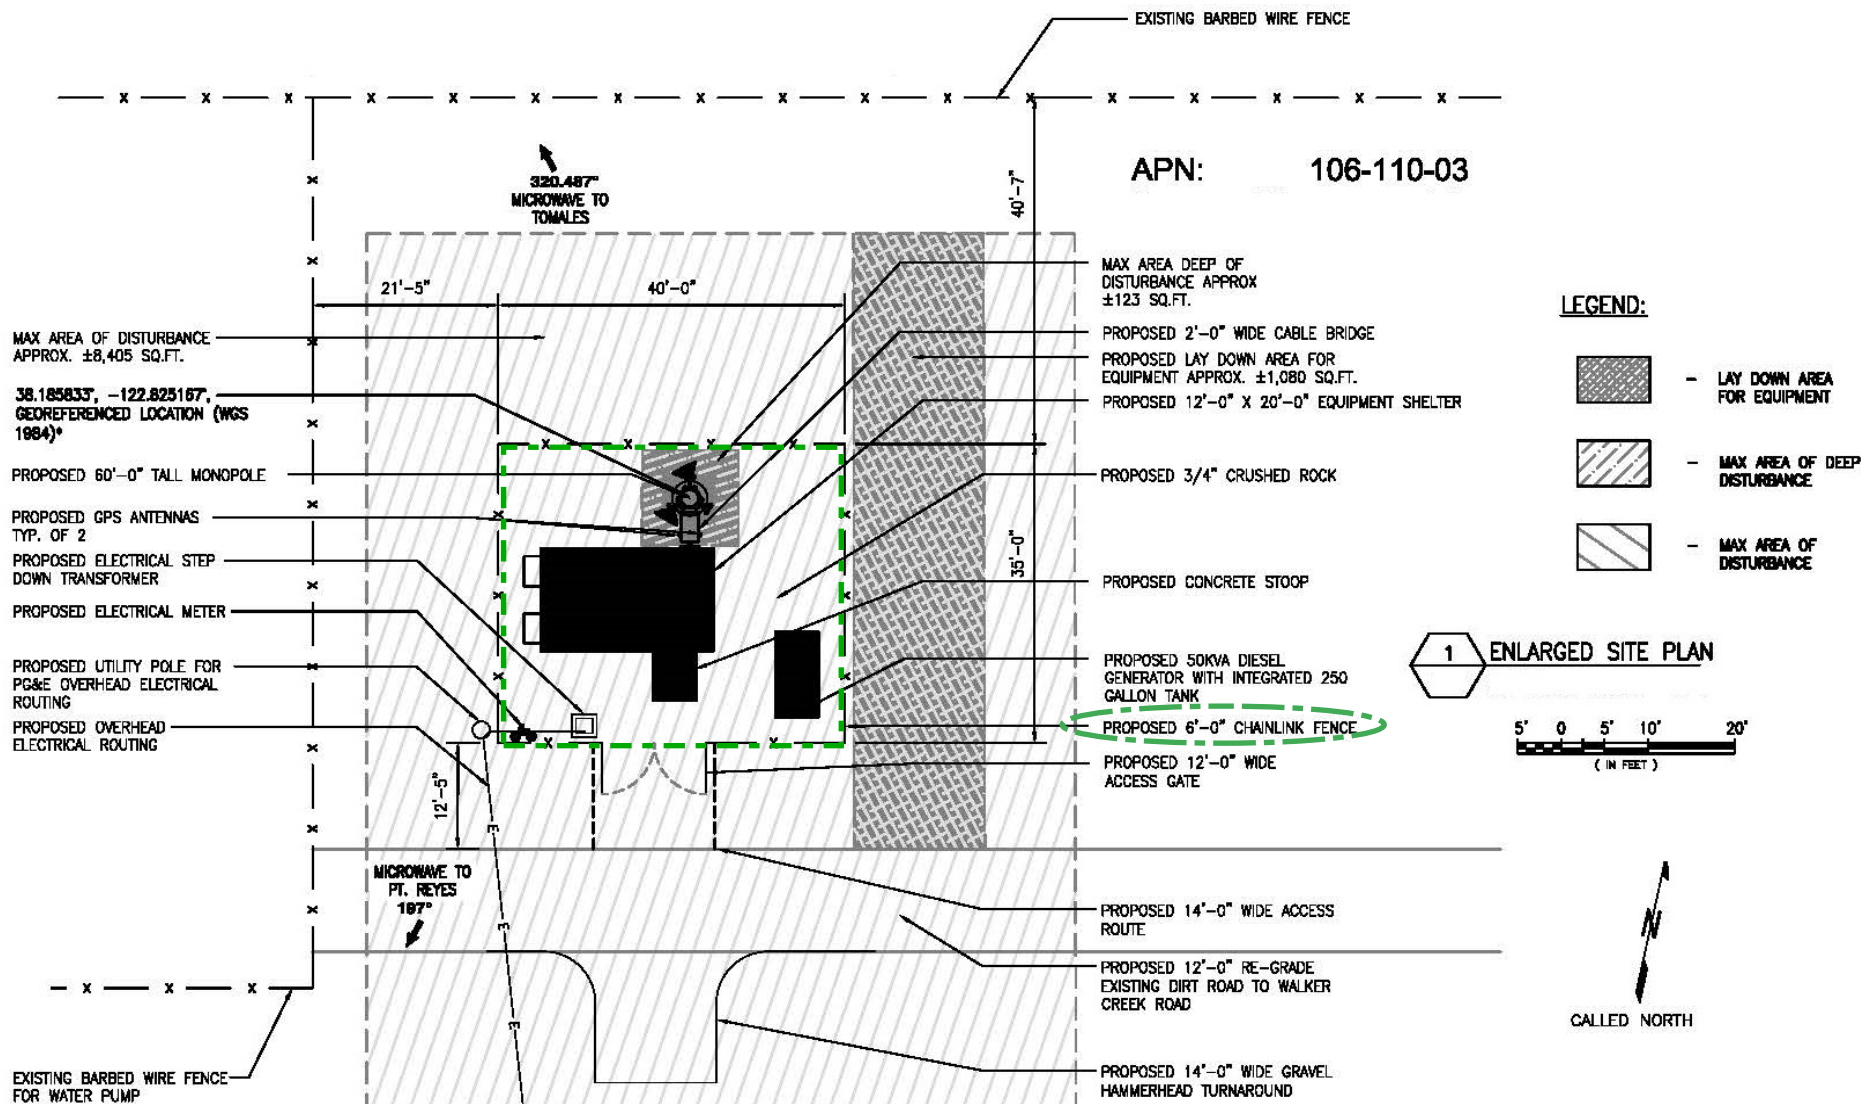 EXISTING BARBED WIRE FENCE
APN: 106-110-03
320.487°
MICROWAVE TO
TOMALES
40'-7"
21'-5"
40'-0"
35'-0"
12'-5"
MAX AREA OF DISTURBANCE
APPROX. ±8,405 SQ.FT.
38.185833°, -122.825167°,
GEOREFERENCED LOCATION (WGS
1984)*
PROPOSED 60'-0" TALL MONOPOLE
PROPOSED GPS ANTENNAS
TYP. OF 2
PROPOSED ELECTRICAL STEP
DOWN TRANSFORMER
PROPOSED ELECTRICAL METER
PROPOSED UTILITY POLE FOR
PG&E OVERHEAD ELECTRICAL
ROUTING
PROPOSED OVERHEAD
ELECTRICAL ROUTING
MICROWAVE TO
PT. REYES
197°
E
E
E
EXISTING BARBED WIRE FENCE
FOR WATER PUMP
MAX AREA DEEP OF
DISTURBANCE APPROX
±123 SQ.FT.
PROPOSED 2'-0" WIDE CABLE BRIDGE
PROPOSED LAY DOWN AREA FOR
EQUIPMENT APPROX. ±1,080 SQ.FT.
PROPOSED 12'-0" X 20'-0" EQUIPMENT SHELTER
PROPOSED 3/4" CRUSHED ROCK
PROPOSED CONCRETE STOOP
PROPOSED 50KVA DIESEL
GENERATOR WITH INTEGRATED 250
GALLON TANK
PROPOSED 6'-0" CHAINLINK FENCE
PROPOSED 12'-0" WIDE
ACCESS GATE
PROPOSED 14'-0" WIDE ACCESS
ROUTE
PROPOSED 12'-0" RE-GRADE
EXISTING DIRT ROAD TO WALKER
CREEK ROAD
PROPOSED 14'-0" WIDE GRAVEL
HAMMERHEAD TURNAROUND
LEGEND:
- LAY DOWN AREA
FOR EQUIPMENT
- MAX AREA OF DEEP
DISTURBANCE
- MAX AREA OF
DISTURBANCE
1 ENLARGED SITE PLAN
5' 0 5' 10' 20'
( IN FEET )
N
CALLED NORTH